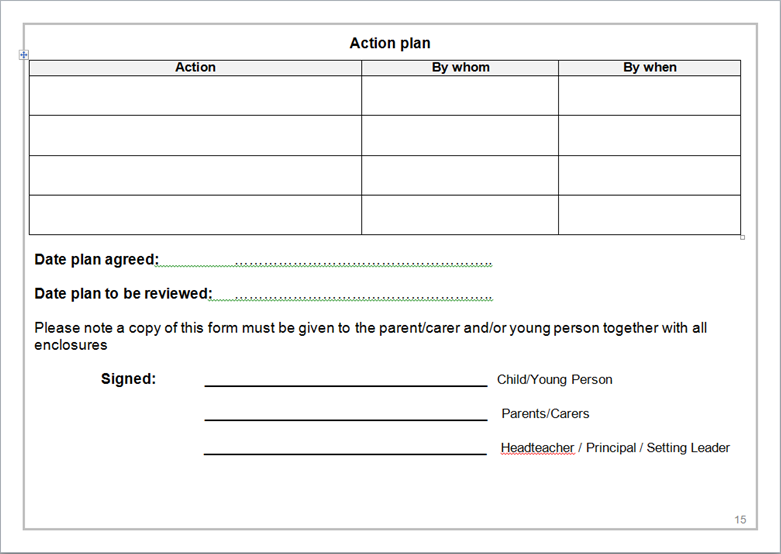 Action plan
Action By whom By when
Date plan agreed: ………………………………………………..
Date plan to be reviewed: ………………………………………………..
Please note a copy of this form must be given to the parent/carer and/or young person together with all
enclosures
Signed: Child/Young Person
Parents/Carers
Headteacher / Principal / Setting Leader
15